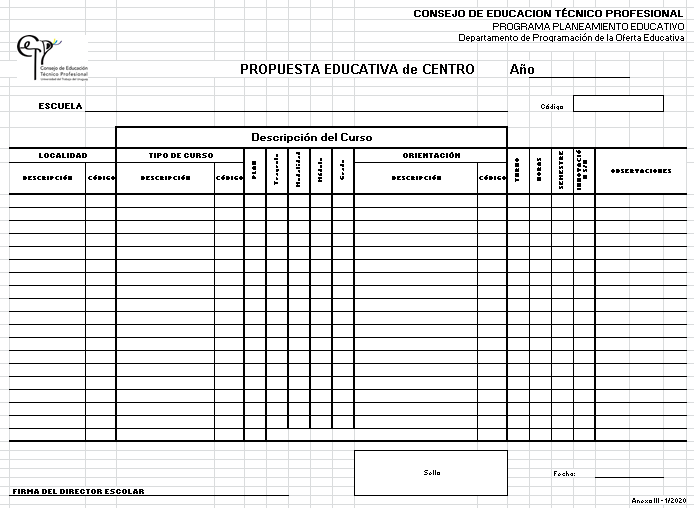 CONSEJO DE EDUCACION TÉCNICO PROFESIONAL
PROGRAMA PLANEAMIENTO EDUCATIVO
Departamento de Programación de la Oferta Educativa
Consejo de Educación
Técnico Profesional
Universidad del Trabajo del Uruguay
PROPUESTA EDUCATIVA de CENTRO Año
ESCUELA Código
Descripción del Curso
LOCALIDAD TIPO DE CURSO PLAN Trayecto Modalidad Módulo Grado ORIENTACIÓN TURNO HORAS SEMESTRE INNOVACIÓ
N S/N OBSERVACIONES
DESCRIPCIÓN CÓDIGO DESCRIPCIÓN CÓDIGO DESCRIPCIÓN CÓDIGO
Sello Fecha:
FIRMA DEL DIRECTOR ESCOLAR
Anexo III - 1/2020